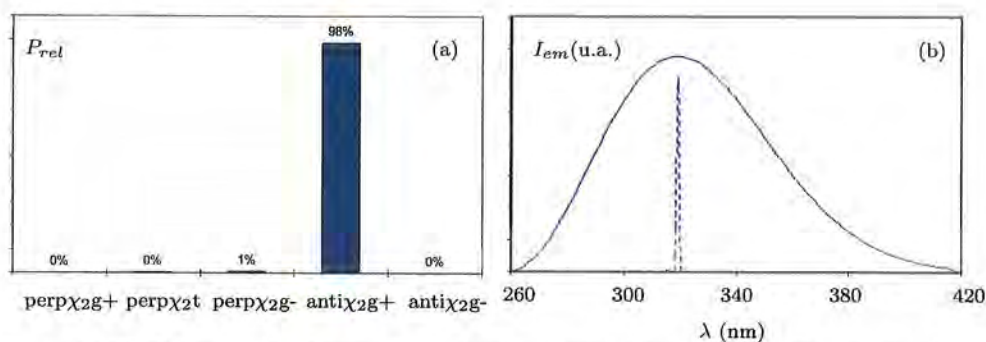 P_rel (a)
98%
0% 0% 1% 0%
perpχ₂g+ perpχ₂t perpχ₂g- antiχ₂g+ antiχ₂g-
I_em(u.a.) (b)
260 300 340 380 420
λ (nm)